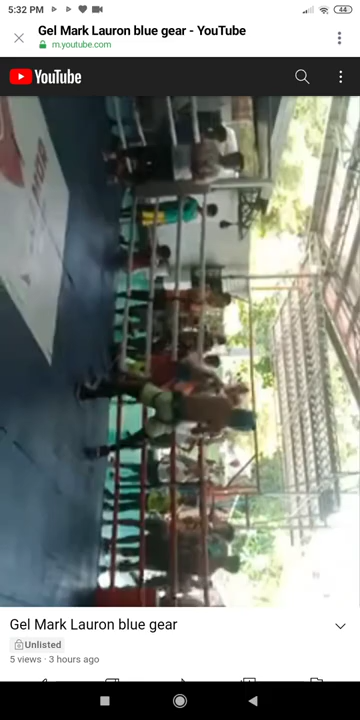 5:32 PM
44
Gel Mark Lauron blue gear - YouTube
m.youtube.com
YouTube
Gel Mark Lauron blue gear
Unlisted
5 views · 3 hours ago